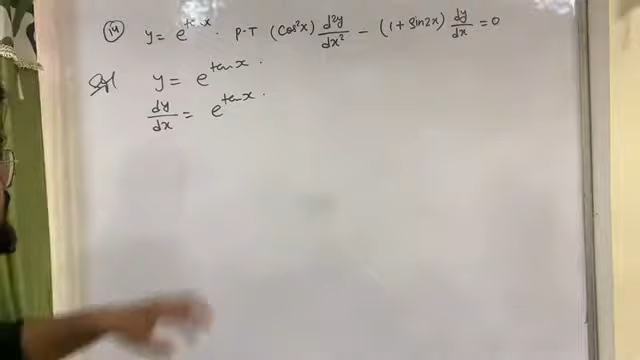 (14) y = e^{tan x} . P.T (Cos²x) d²y/dx² - (1 + Sin2x) dy/dx = 0
Sol y = e^{tan x} .
dy/dx = e^{tan x} .